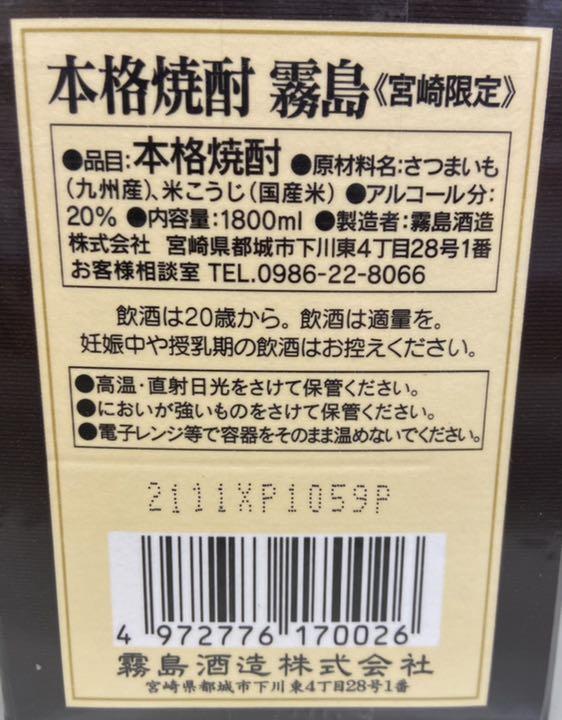 本格焼酎 霧島《宮崎限定》
●品目:本格焼酎 ●原材料名:さつまいも
(九州産)、米こうじ(国産米) ●アルコール分:
20% ●内容量:1800ml ●製造者:霧島酒造
株式会社 宮崎県都城市下川東4丁目28号1番
お客様相談室 TEL.0986-22-8066
飲酒は20歳から。飲酒は適量を。
妊娠中や授乳期の飲酒はお控えください。
●高温・直射日光をさけて保管ください。
●においが強いものをさけて保管ください。
●電子レンジ等で容器をそのまま温めないでください。
2111XP1059P
4 972776 170026
霧島酒造株式会社
宮崎県都城市下川東4丁目28号1番